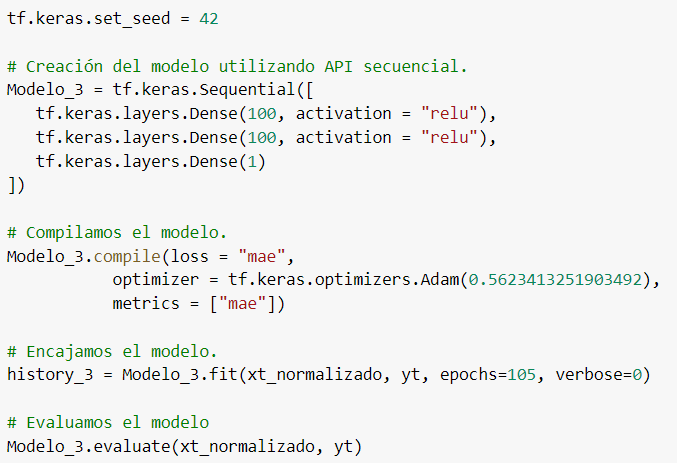 tf.keras.set_seed = 42
# Creación del modelo utilizando API secuencial.
Modelo_3 = tf.keras.Sequential([
   tf.keras.layers.Dense(100, activation = "relu"),
   tf.keras.layers.Dense(100, activation = "relu"),
   tf.keras.layers.Dense(1)
])
# Compilamos el modelo.
Modelo_3.compile(loss = "mae",
          optimizer = tf.keras.optimizers.Adam(0.5623413251903492),
          metrics = ["mae"])
# Encajamos el modelo.
history_3 = Modelo_3.fit(xt_normalizado, yt, epochs=105, verbose=0)
# Evaluamos el modelo
Modelo_3.evaluate(xt_normalizado, yt)